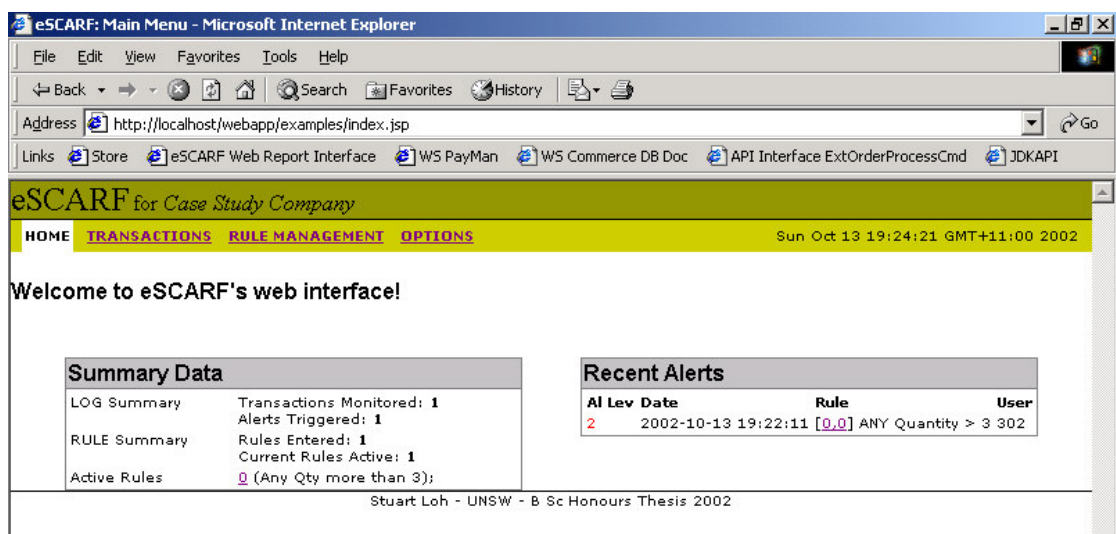 eSCARF: Main Menu - Microsoft Internet Explorer
File Edit View Favorites Tools Help
Back Search Favorites History
Address http://localhost/webapp/examples/index.jsp Go
Links Store eSCARF Web Report Interface WS PayMan WS Commerce DB Doc API Interface ExtOrderProcessCmd JDKAPI
eSCARF for Case Study Company
HOME TRANSACTIONS RULE MANAGEMENT OPTIONS Sun Oct 13 19:24:21 GMT+11:00 2002
Welcome to eSCARF's web interface!
Summary Data
LOG Summary Transactions Monitored: 1
Alerts Triggered: 1
RULE Summary Rules Entered: 1
Current Rules Active: 1
Active Rules 0 (Any Qty more than 3);
Recent Alerts
Al Lev Date Rule User
2 2002-10-13 19:22:11 [0,0] ANY Quantity > 3 302
Stuart Loh - UNSW - B Sc Honours Thesis 2002